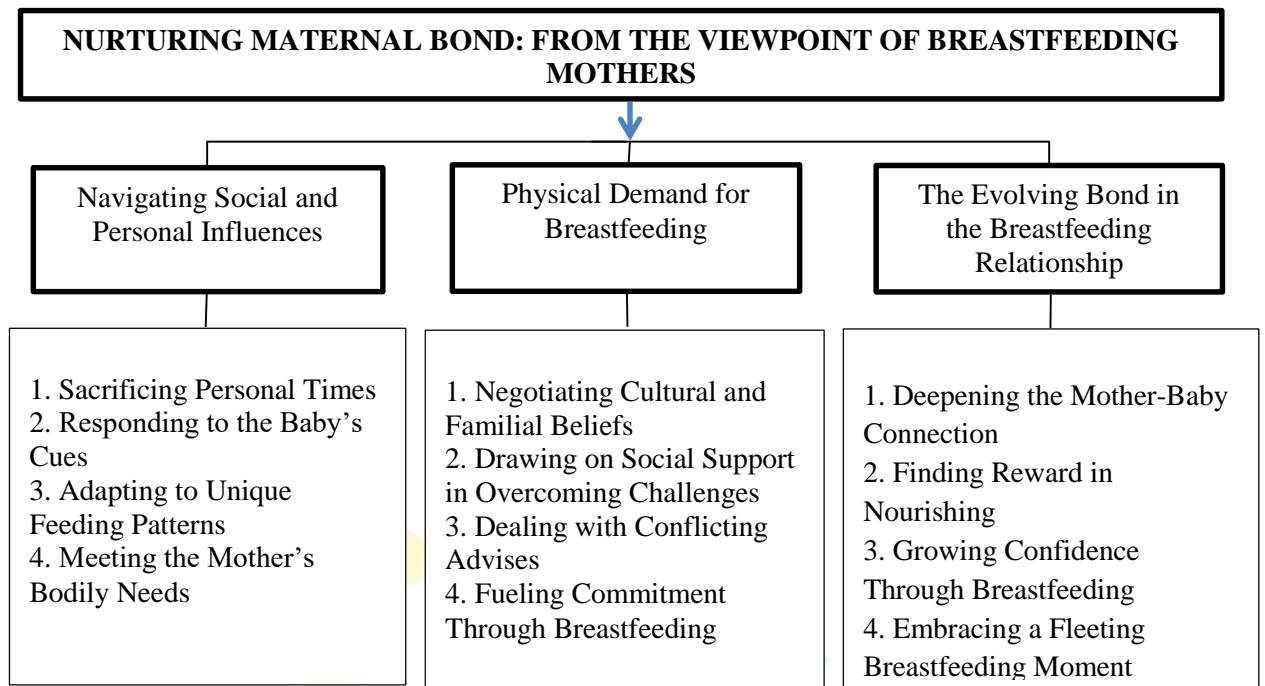 NURTURING MATERNAL BOND: FROM THE VIEWPOINT OF BREASTFEEDING
MOTHERS
Navigating Social and
Personal Influences
Physical Demand for
Breastfeeding
The Evolving Bond in
the Breastfeeding
Relationship
1. Sacrificing Personal Times
2. Responding to the Baby’s
Cues
3. Adapting to Unique
Feeding Patterns
4. Meeting the Mother’s
Bodily Needs
1. Negotiating Cultural and
Familial Beliefs
2. Drawing on Social Support
in Overcoming Challenges
3. Dealing with Conflicting
Advises
4. Fueling Commitment
Through Breastfeeding
1. Deepening the Mother-Baby
Connection
2. Finding Reward in
Nourishing
3. Growing Confidence
Through Breastfeeding
4. Embracing a Fleeting
Breastfeeding Moment